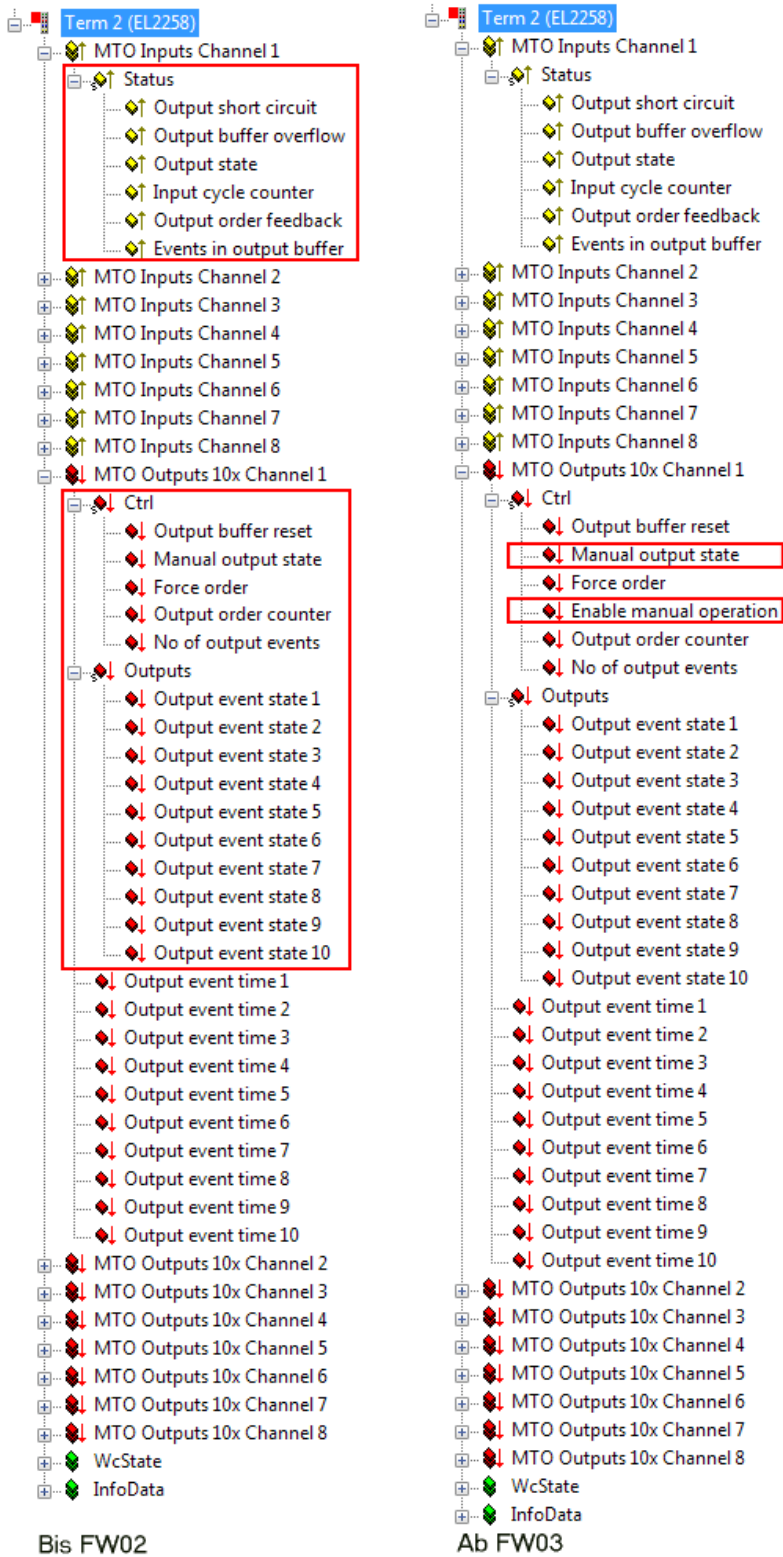 Term 2 (EL2258)
MTO Inputs Channel 1
Status
Output short circuit
Output buffer overflow
Output state
Input cycle counter
Output order feedback
Events in output buffer
MTO Inputs Channel 2
MTO Inputs Channel 3
MTO Inputs Channel 4
MTO Inputs Channel 5
MTO Inputs Channel 6
MTO Inputs Channel 7
MTO Inputs Channel 8
MTO Outputs 10x Channel 1
Ctrl
Output buffer reset
Manual output state
Force order
Output order counter
No of output events
Outputs
Output event state 1
Output event state 2
Output event state 3
Output event state 4
Output event state 5
Output event state 6
Output event state 7
Output event state 8
Output event state 9
Output event state 10
Output event time 1
Output event time 2
Output event time 3
Output event time 4
Output event time 5
Output event time 6
Output event time 7
Output event time 8
Output event time 9
Output event time 10
MTO Outputs 10x Channel 2
MTO Outputs 10x Channel 3
MTO Outputs 10x Channel 4
MTO Outputs 10x Channel 5
MTO Outputs 10x Channel 6
MTO Outputs 10x Channel 7
MTO Outputs 10x Channel 8
WcState
InfoData
Bis FW02
Term 2 (EL2258)
MTO Inputs Channel 1
Status
Output short circuit
Output buffer overflow
Output state
Input cycle counter
Output order feedback
Events in output buffer
MTO Inputs Channel 2
MTO Inputs Channel 3
MTO Inputs Channel 4
MTO Inputs Channel 5
MTO Inputs Channel 6
MTO Inputs Channel 7
MTO Inputs Channel 8
MTO Outputs 10x Channel 1
Ctrl
Output buffer reset
Manual output state
Force order
Enable manual operation
Output order counter
No of output events
Outputs
Output event state 1
Output event state 2
Output event state 3
Output event state 4
Output event state 5
Output event state 6
Output event state 7
Output event state 8
Output event state 9
Output event state 10
Output event time 1
Output event time 2
Output event time 3
Output event time 4
Output event time 5
Output event time 6
Output event time 7
Output event time 8
Output event time 9
Output event time 10
MTO Outputs 10x Channel 2
MTO Outputs 10x Channel 3
MTO Outputs 10x Channel 4
MTO Outputs 10x Channel 5
MTO Outputs 10x Channel 6
MTO Outputs 10x Channel 7
MTO Outputs 10x Channel 8
WcState
InfoData
Ab FW03